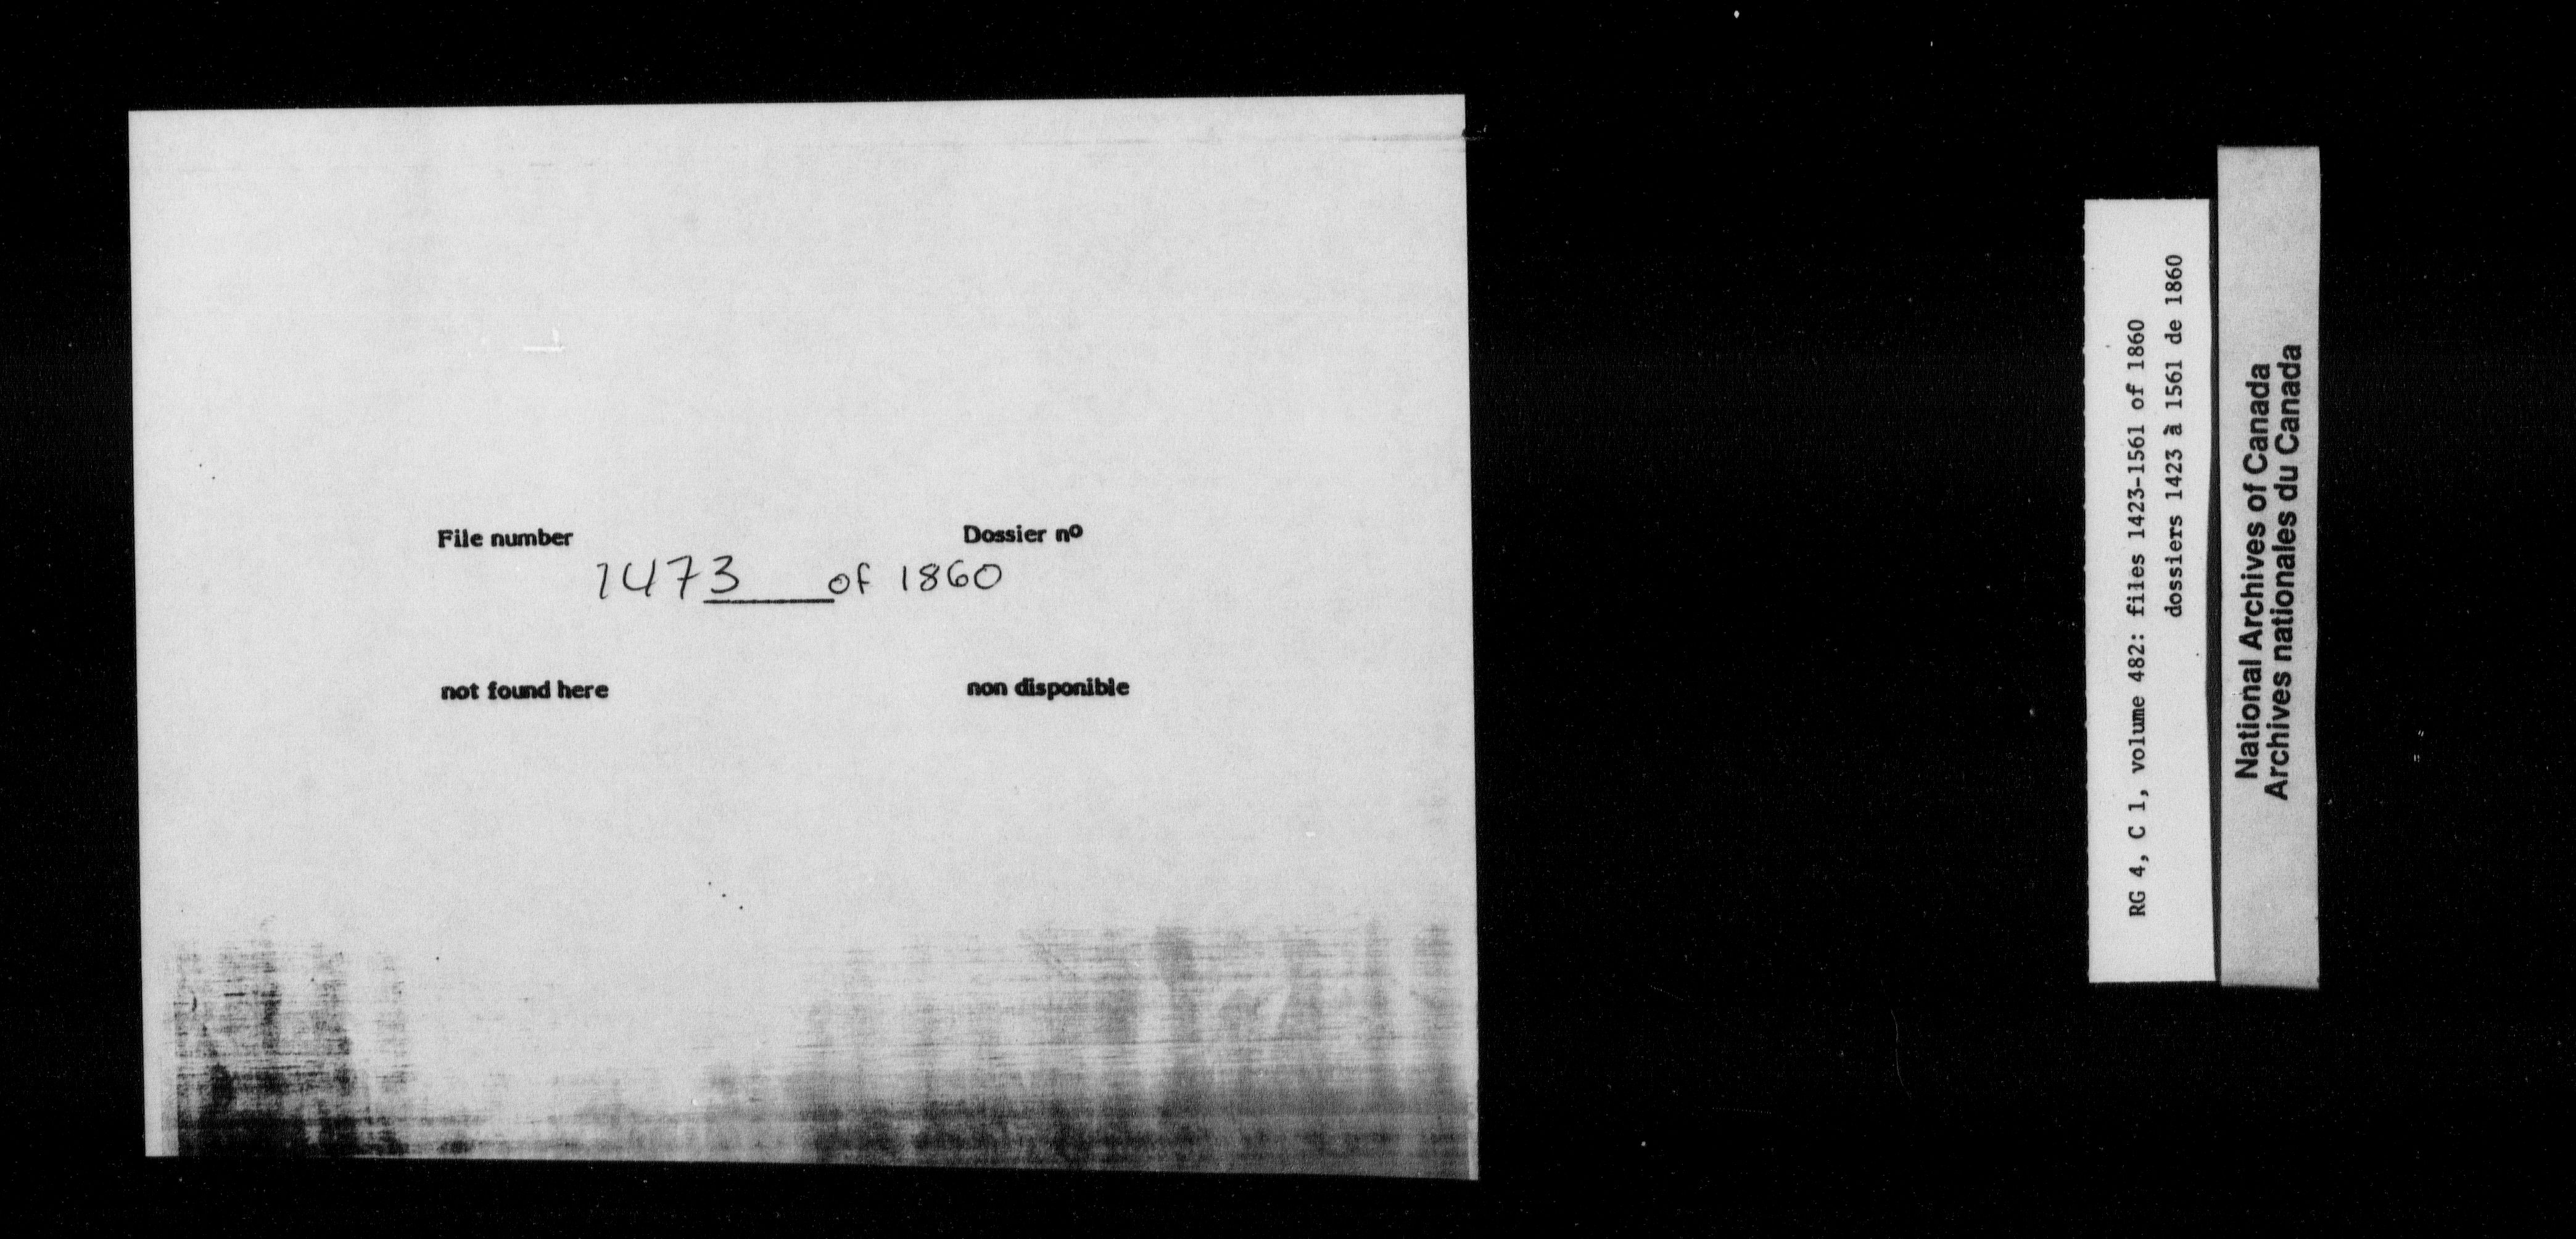 File number Dossier nº
1473 of 1860
not found here non disponible
RG 4, C 1, volume 482: files 1423-1561 of 1860
dossiers 1423 à 1561 de 1860
National Archives of Canada
Archives nationales du Canada